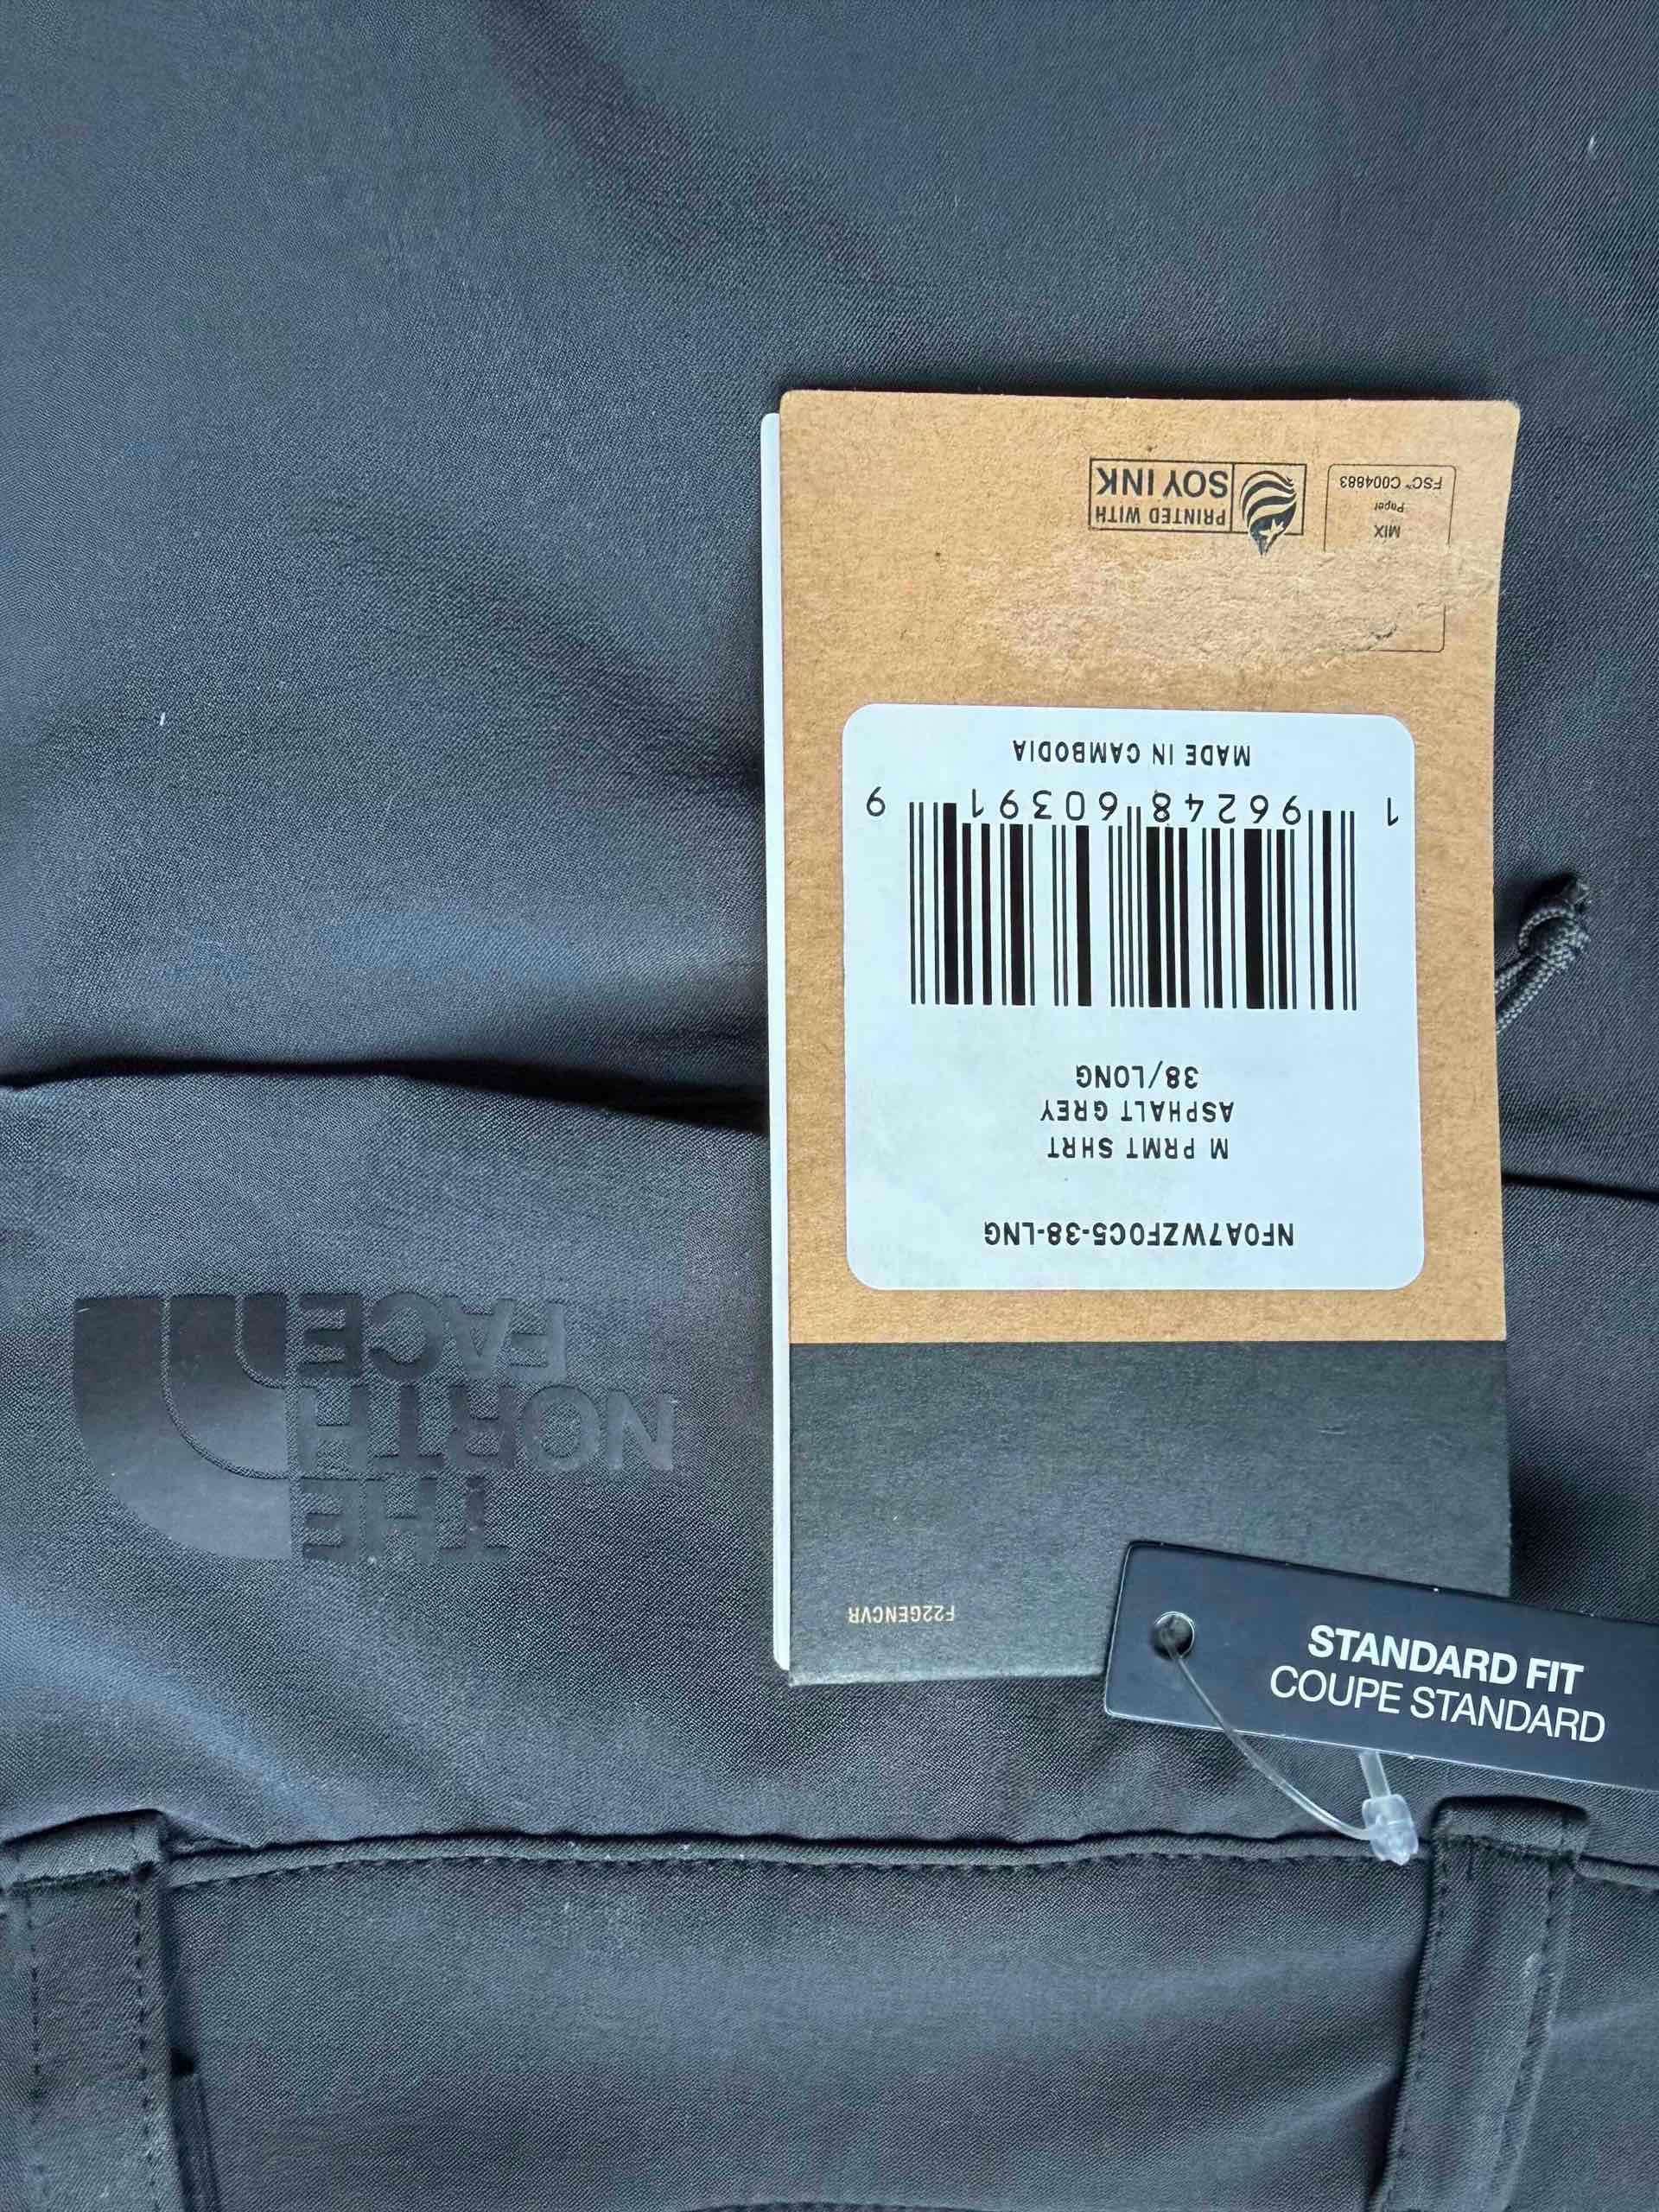 F22GENCVR
NF0A7WZF0C5-38-LNG
M PRMT SHRT
ASPHALT GREY
38/LONG
1 96248 60391 9
MADE IN CAMBODIA
MIX
Paper
FSC™ C004883
PRINTED WITH
SOY INK
THE
NORTH
FACE
STANDARD FIT
COUPE STANDARD